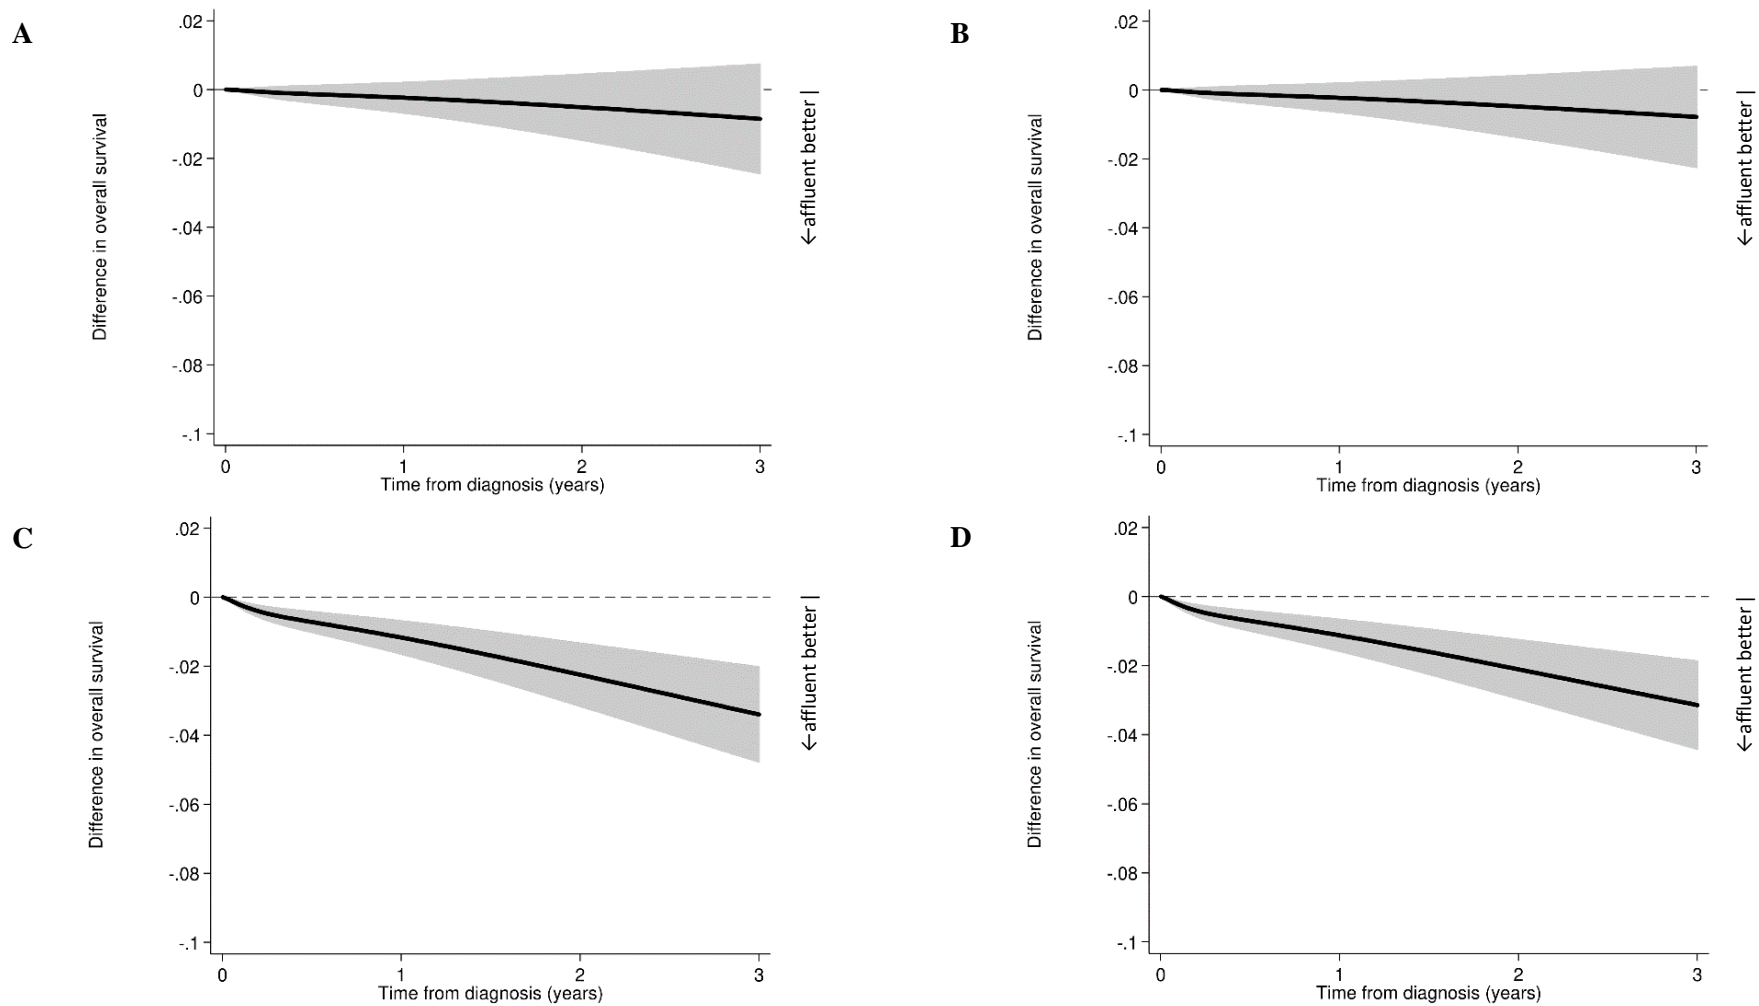 A
Difference in overall survival
.02
0
-.02
-.04
-.06
-.08
-.1
0 1 2 3
Time from diagnosis (years)
←affluent better |
B
Difference in overall survival
.02
0
-.02
-.04
-.06
-.08
-.1
0 1 2 3
Time from diagnosis (years)
←affluent better |
C
Difference in overall survival
.02
0
-.02
-.04
-.06
-.08
-.1
0 1 2 3
Time from diagnosis (years)
←affluent better |
D
Difference in overall survival
.02
0
-.02
-.04
-.06
-.08
-.1
0 1 2 3
Time from diagnosis (years)
←affluent better |